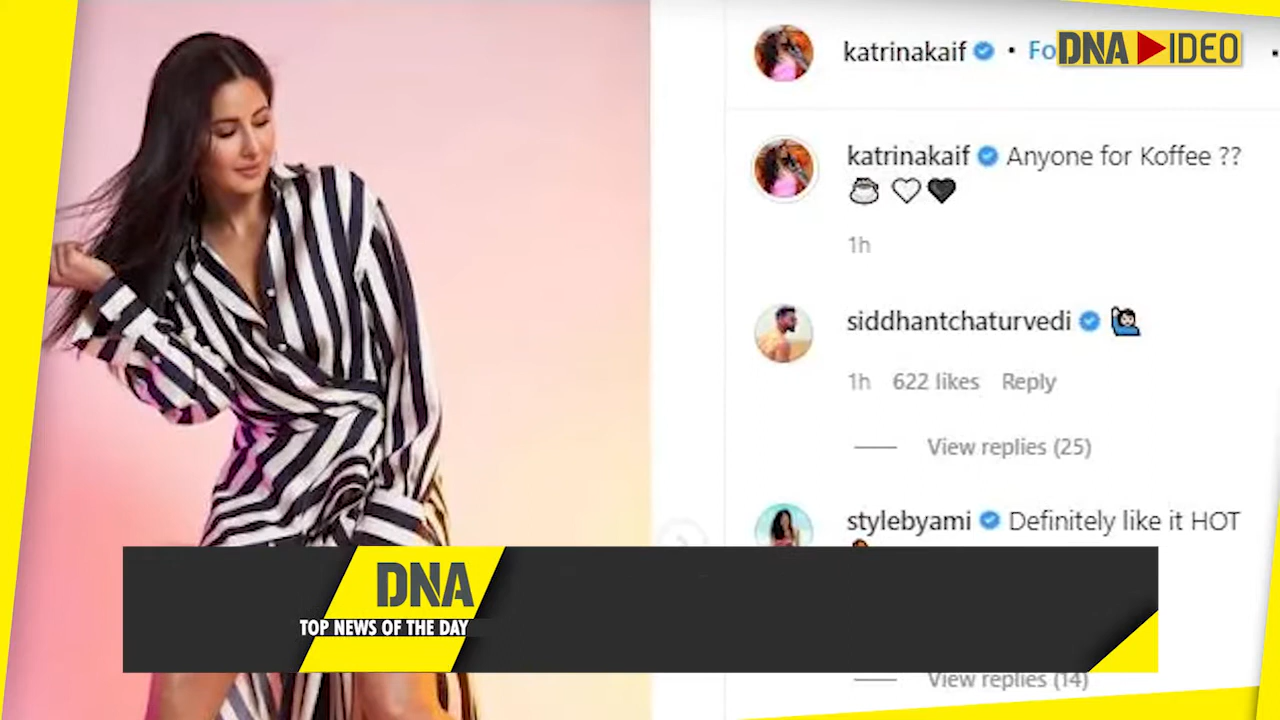 katrinakaif • Fo
DNA VIDEO
katrinakaif Anyone for Koffee ??
1h
siddhantchaturvedi
1h 622 likes Reply
View replies (25)
stylebyami Definitely like it HOT
DNA
TOP NEWS OF THE DAY
View replies (14)